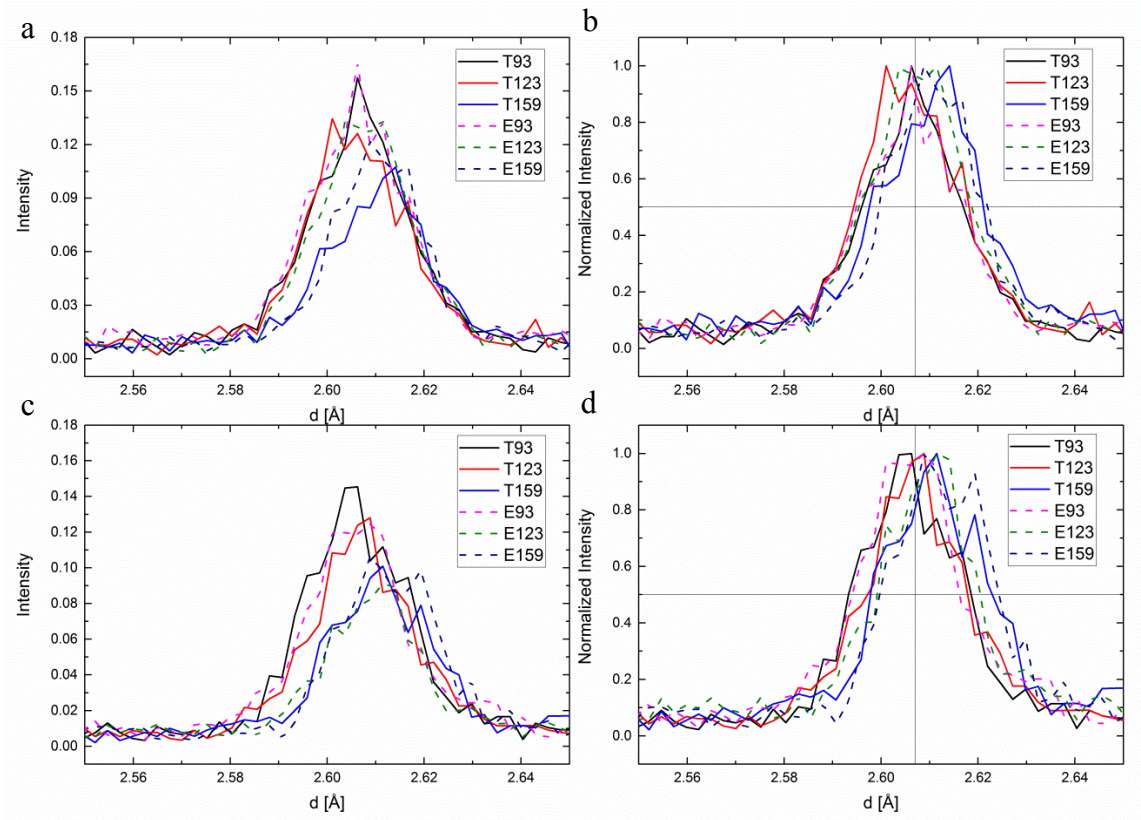 a
0.18
0.15
0.12
0.09
0.06
0.03
0.00
Intensity
T93
T123
T159
E93
E123
E159
2.56 2.58 2.60 2.62 2.64
d [Å]
b
1.0
0.8
0.6
0.4
0.2
0.0
Normalized Intensity
T93
T123
T159
E93
E123
E159
2.56 2.58 2.60 2.62 2.64
d [Å]
c
0.18
0.16
0.14
0.12
0.10
0.08
0.06
0.04
0.02
0.00
Intensity
T93
T123
T159
E93
E123
E159
2.56 2.58 2.60 2.62 2.64
d [Å]
d
1.0
0.8
0.6
0.4
0.2
0.0
Normalized Intensity
T93
T123
T159
E93
E123
E159
2.56 2.58 2.60 2.62 2.64
d [Å]